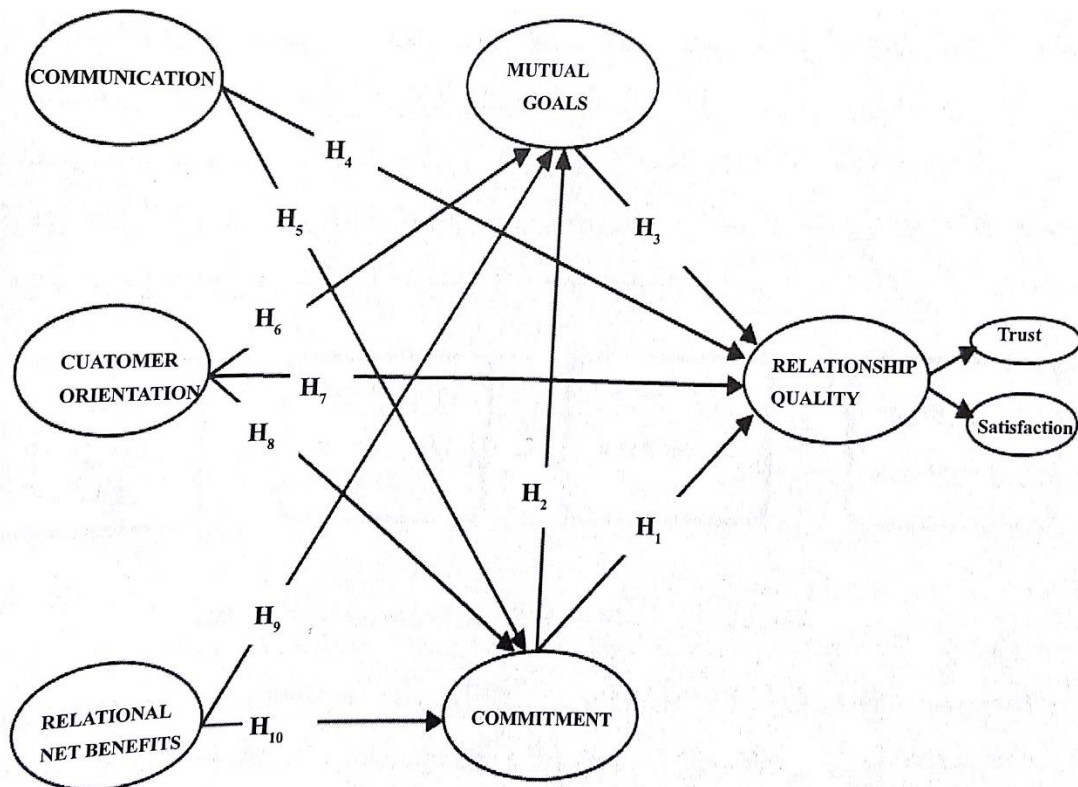 COMMUNICATION
MUTUAL
GOALS
H4
H5
H3
H6
CUATOMER
ORIENTATION
H7
RELATIONSHIP
QUALITY
Trust
Satisfaction
H8
H2
H1
H9
RELATIONAL
NET BENEFITS
H10
COMMITMENT